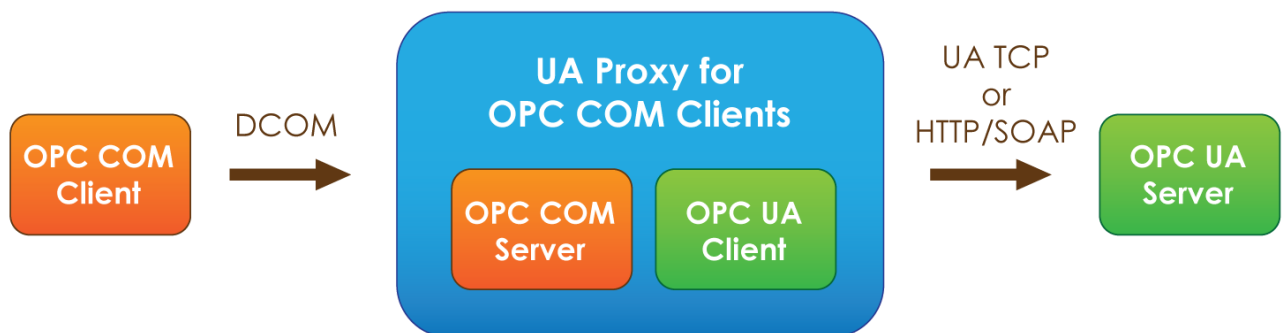 OPC COM
Client
DCOM
UA Proxy for
OPC COM Clients
OPC COM
Server
OPC UA
Client
UA TCP
or
HTTP/SOAP
OPC UA
Server